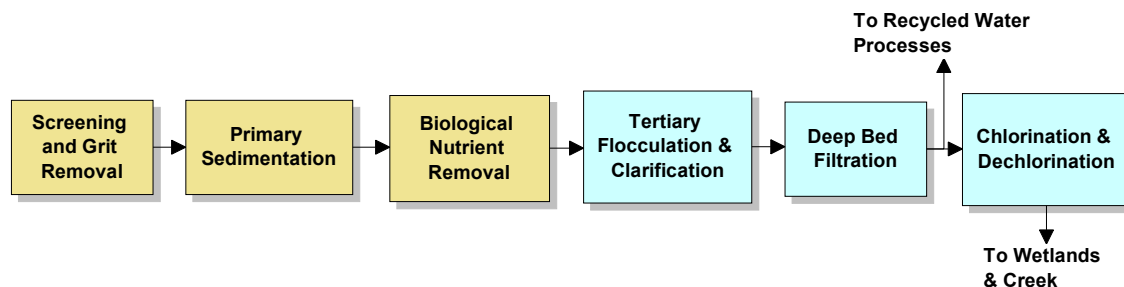 To Recycled Water
Processes
Screening
and Grit
Removal
Primary
Sedimentation
Biological
Nutrient
Removal
Tertiary
Flocculation &
Clarification
Deep Bed
Filtration
Chlorination &
Dechlorination
To Wetlands
& Creek